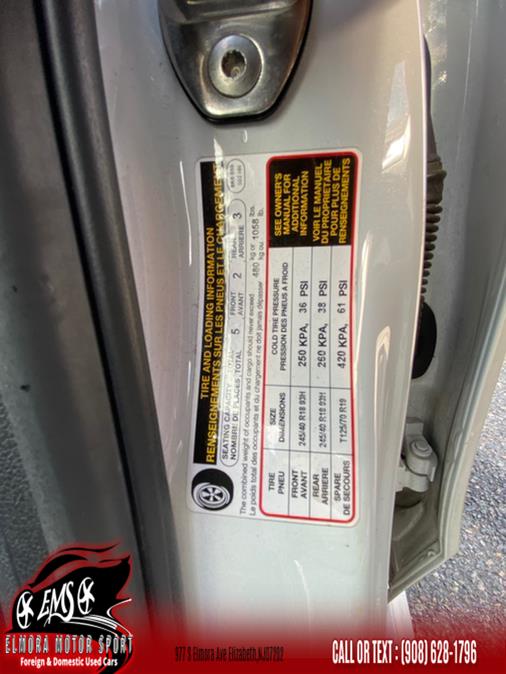 TIRE AND LOADING INFORMATION
RENSEIGNEMENTS SUR LES PNEUS ET LE CHARGEMENT
SEATING CAPACITY TOTAL FRONT REAR
NOMBRE DE PLACES TOTAL 5 AVANT 2 ARRIERE 3
The combined weight of occupants and cargo should never exceed 480 kg or 1058 lbs.
Le poids total des occupants et du chargement ne doit jamais dépasser kg ou lb.
TIRE SIZE COLD TIRE PRESSURE
PNEU DIMENSIONS PRESSION DES PNEUS A FROID
FRONT
AVANT 245/40 R18 93H 250 KPA, 36 PSI
REAR
ARRIERE 245/40 R18 93H 260 KPA, 38 PSI
SPARE
DE SECOURS T125/70 R19 420 KPA, 61 PSI
SEE OWNER'S
MANUAL FOR
ADDITIONAL
INFORMATION
VOIR LE MANUEL
DU PROPRIETAIRE
POUR PLUS DE
RENSEIGNEMENTS
EMS
ELMORA MOTOR SPORT
Foreign & Domestic Used Cars
977 S Elmora Ave Elizabeth,NJ07202
CALL OR TEXT : (908) 628-1796